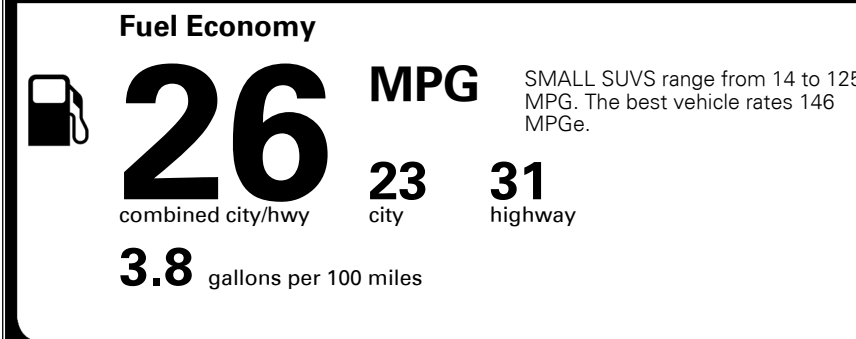 Fuel Economy
26 MPG
SMALL SUVS range from 14 to 125
MPG. The best vehicle rates 146
MPGe.
combined city/hwy
23
city
31
highway
3.8 gallons per 100 miles